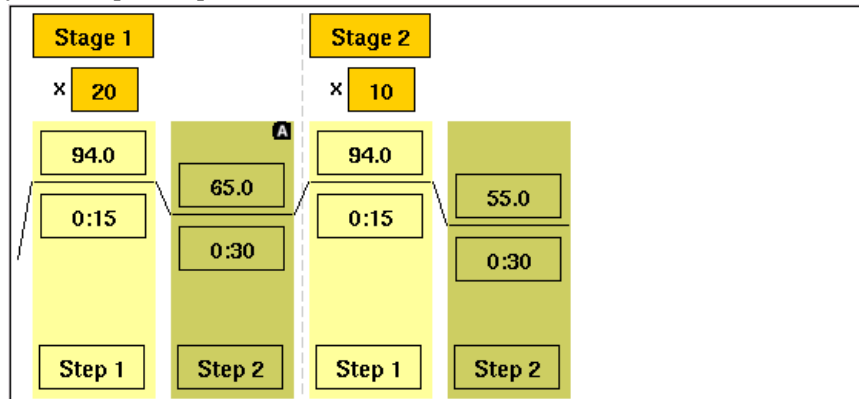 Stage 1 Stage 2
x 20 x 10
A
94.0 65.0 94.0 55.0
0:15 0:30 0:15 0:30
Step 1 Step 2 Step 1 Step 2